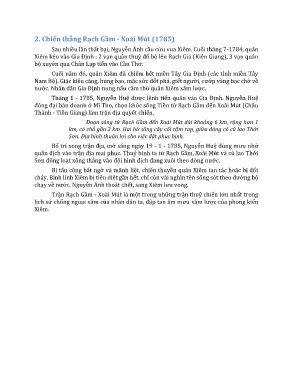 2. Chiến thắng Rạch Gầm - Xoài Mút (1785)
Sau nhiều lần thất bại, Nguyễn Ánh cầu cứu vua Xiêm. Cuối tháng 7-1784, quân
Xiêm kéo vào Gia Định : 2 vạn quân thuỷ đổ bộ lên Rạch Giá (Kiên Giang), 3 vạn quân
bộ xuyên qua Chân Lạp tiến vào Cần Thơ.
Cuối năm đó, quân Xiêm đã chiếm hết miền Tây Gia Định (các tỉnh miền Tây
Nam Bộ). Giặc kiêu căng, hung bạo, mặc sức đốt phá, giết người, cướp vàng bạc chở về
nước. Nhân dân Gia Định nung nấu căm thù quân Xiêm xâm lược.
Tháng 1 - 1785, Nguyễn Huệ được lệnh tiến quân vào Gia Định. Nguyễn Huệ
đóng đại bản doanh ở Mĩ Tho, chọn khúc sông Tiền từ Rạch Gầm đến Xoài Mút (Châu
Thành - Tiền Giang) làm trận địa quyết chiến.
Đoạn sông từ Rạch Gầm đến Xoài Mút dài khoảng 6 km, rộng hơn 1
km, có chỗ gần 2 km. Hai bờ sông cây cối rậm rạp, giữa dòng có cù lao Thới
Sơn. Địa hình thuận lợi cho việc đặt phục binh.
Bố trí xong trận địa, mờ sáng ngày 19 - 1 - 1785, Nguyễn Huệ dùng mưu nhử
quân địch vào trận địa mai phục. Thuỷ binh ta từ Rạch Gầm, Xoài Mút và cù lao Thới
Sơn đồng loạt xông thẳng vào đội hình địch đang xuôi theo dòng nước.
Bị tấn công bất ngờ và mãnh liệt, chiến thuyền quân Xiêm tan tác hoặc bị đốt
cháy. Binh lính Xiêm bị tiêu diệt gần hết, chỉ còn vài nghìn tên sống sót theo đường bộ
chạy về nước. Nguyễn Ánh thoát chết, sang Xiêm lưu vong.
Trận Rạch Gầm - Xoài Mút là một trong những trận thuỷ chiến lớn nhất trong
lịch sử chống ngoại xâm của nhân dân ta, đập tan âm mưu xâm lược của phong kiến
Xiêm.